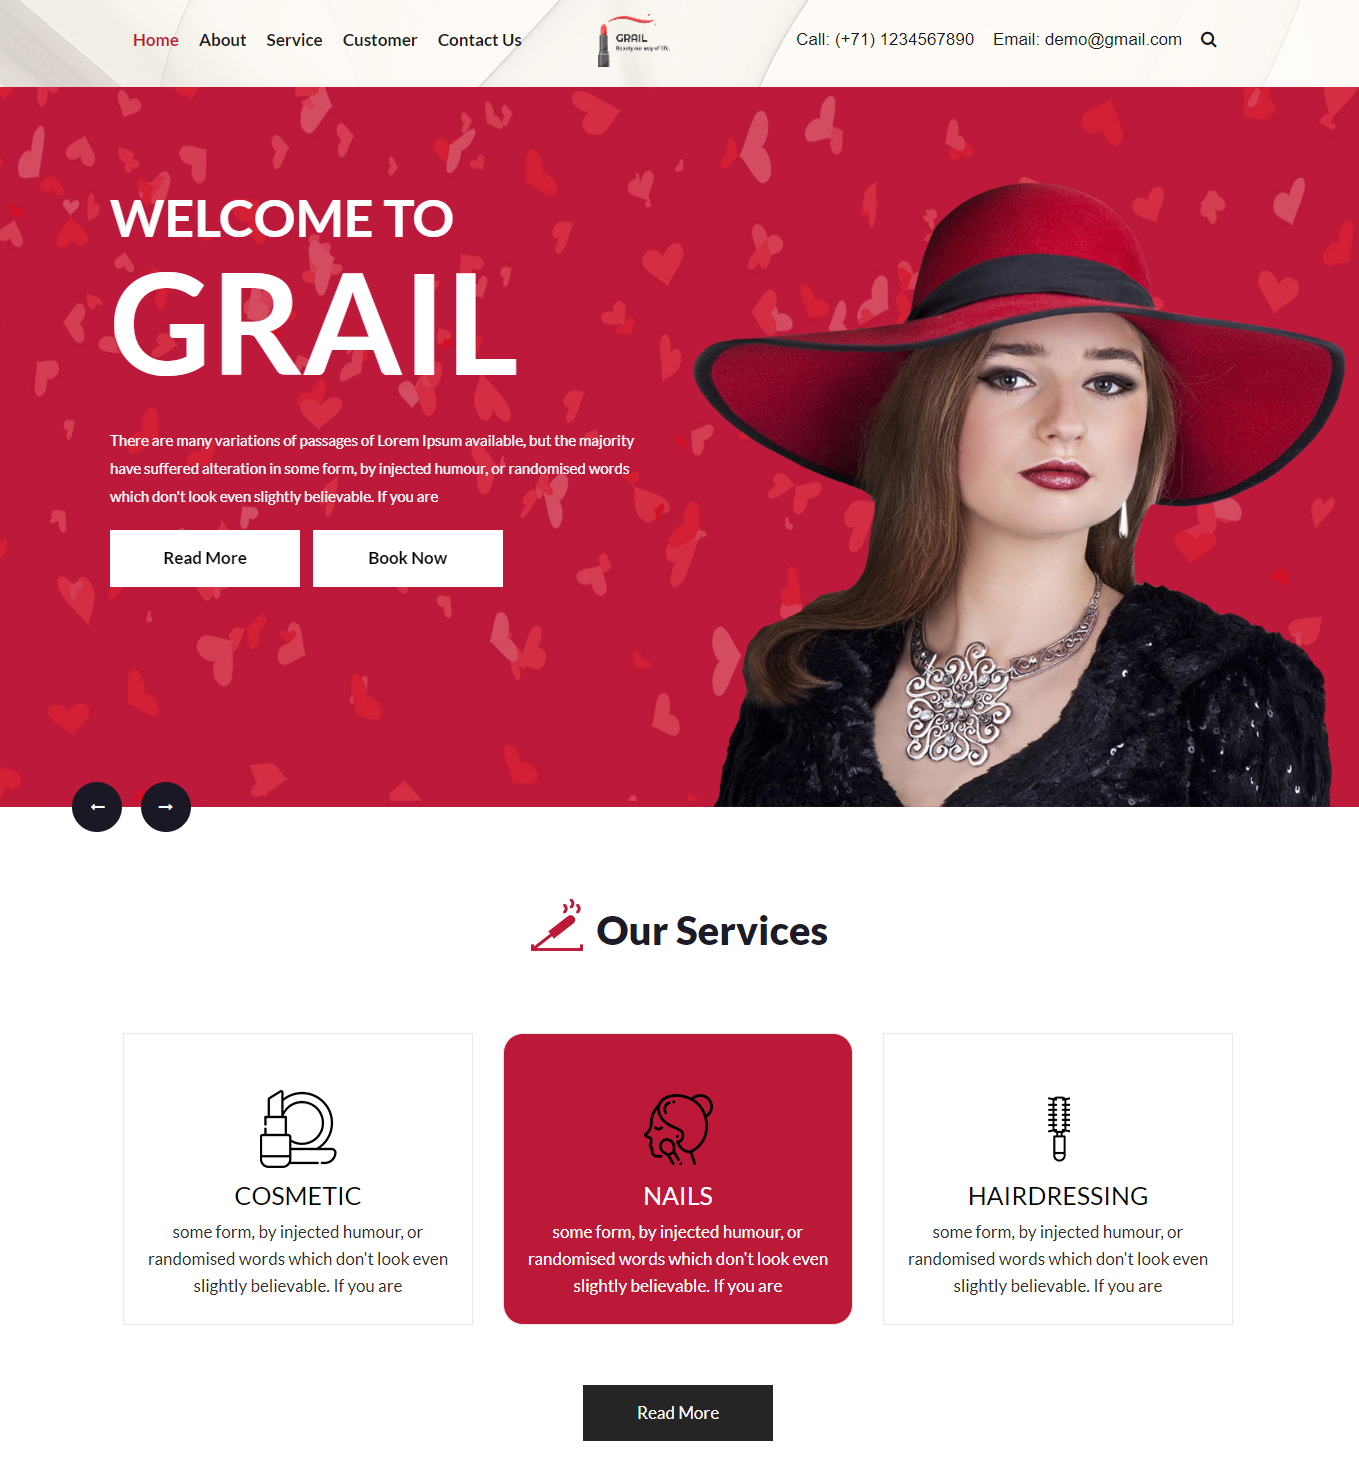 Home About Service Customer Contact Us
GRAIL
Beauty our way of life.
Call: (+71) 1234567890 Email: demo@gmail.com
WELCOME TO
GRAIL
There are many variations of passages of Lorem Ipsum available, but the majority
have suffered alteration in some form, by injected humour, or randomised words
which don't look even slightly believable. If you are
Read More
Book Now
Our Services
COSMETIC
some form, by injected humour, or
randomised words which don't look even
slightly believable. If you are
NAILS
some form, by injected humour, or
randomised words which don't look even
slightly believable. If you are
HAIRDRESSING
some form, by injected humour, or
randomised words which don't look even
slightly believable. If you are
Read More